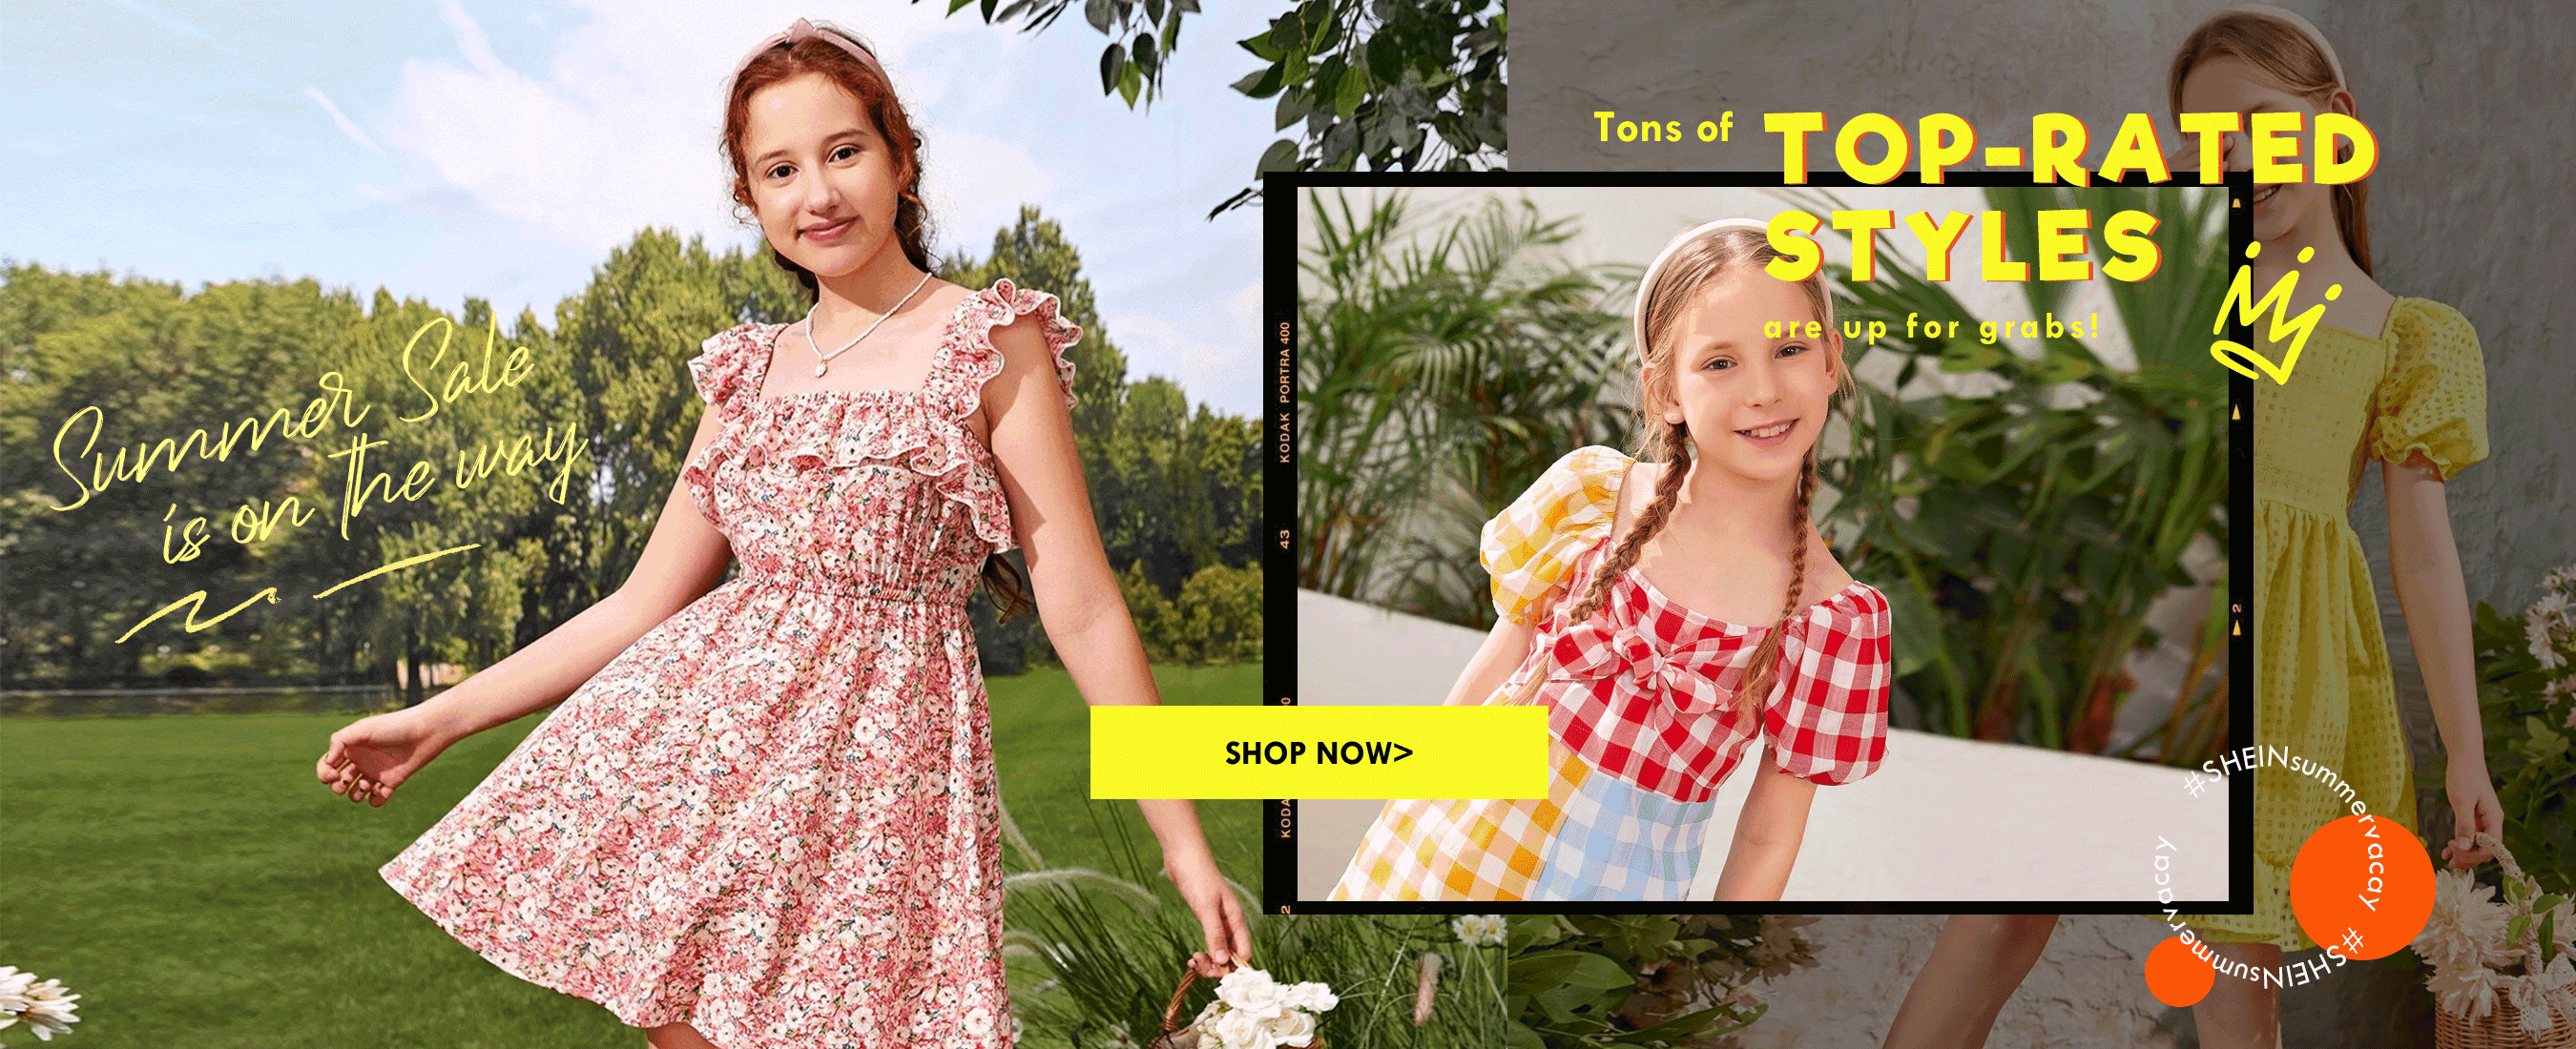 Summer Sale
is on the way
Tons of TOP-RATED
STYLES
are up for grabs!
KODAK PORTRA 400
43
2
2
SHOP NOW>
#SHEINsummervacay
#SHEINsummervacay